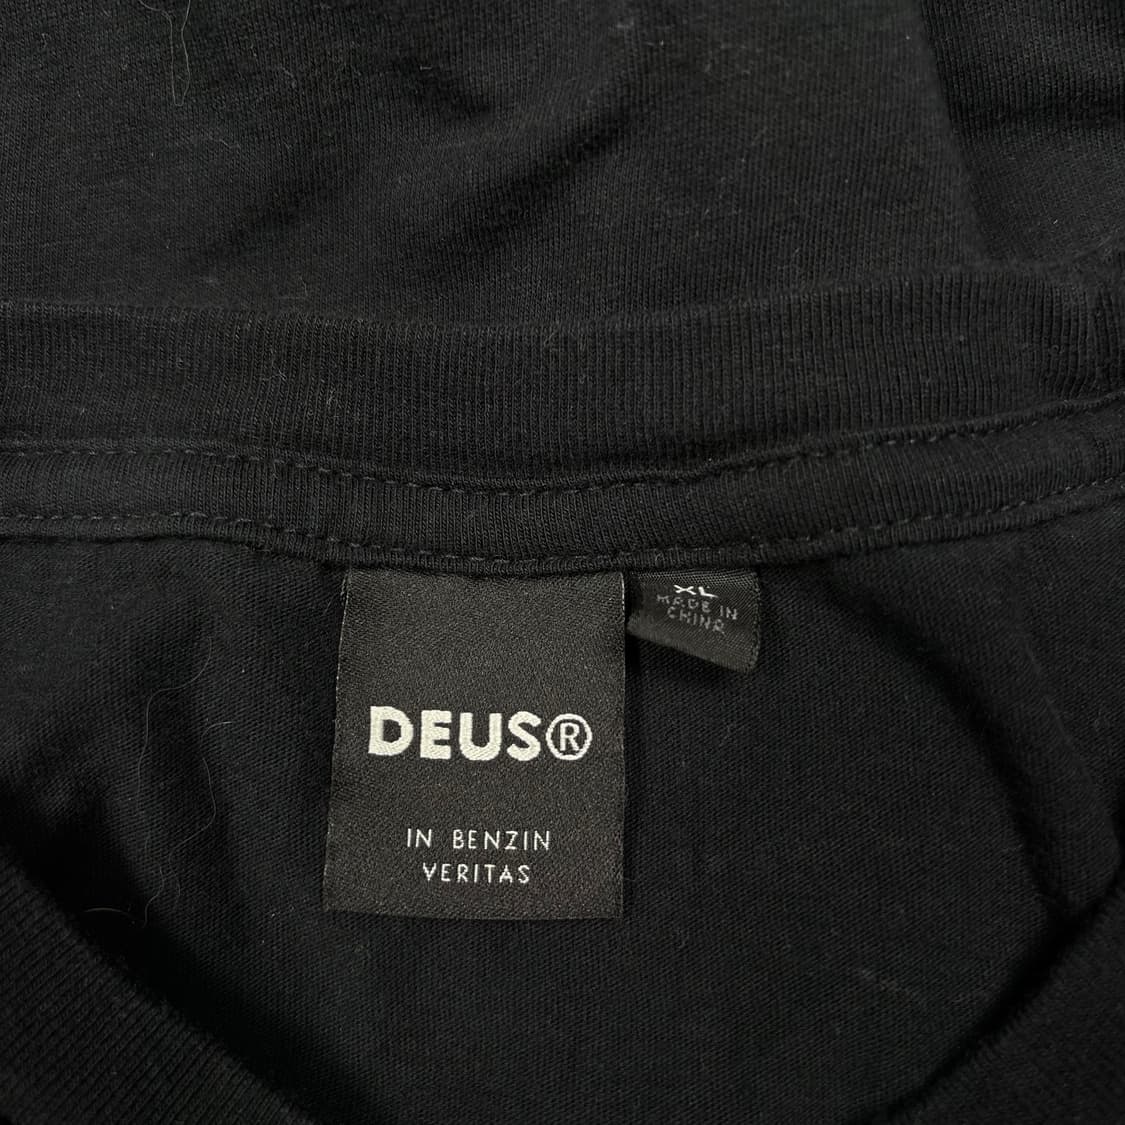 XL
MADE IN
CHINA
DEUS®
IN BENZIN
VERITAS